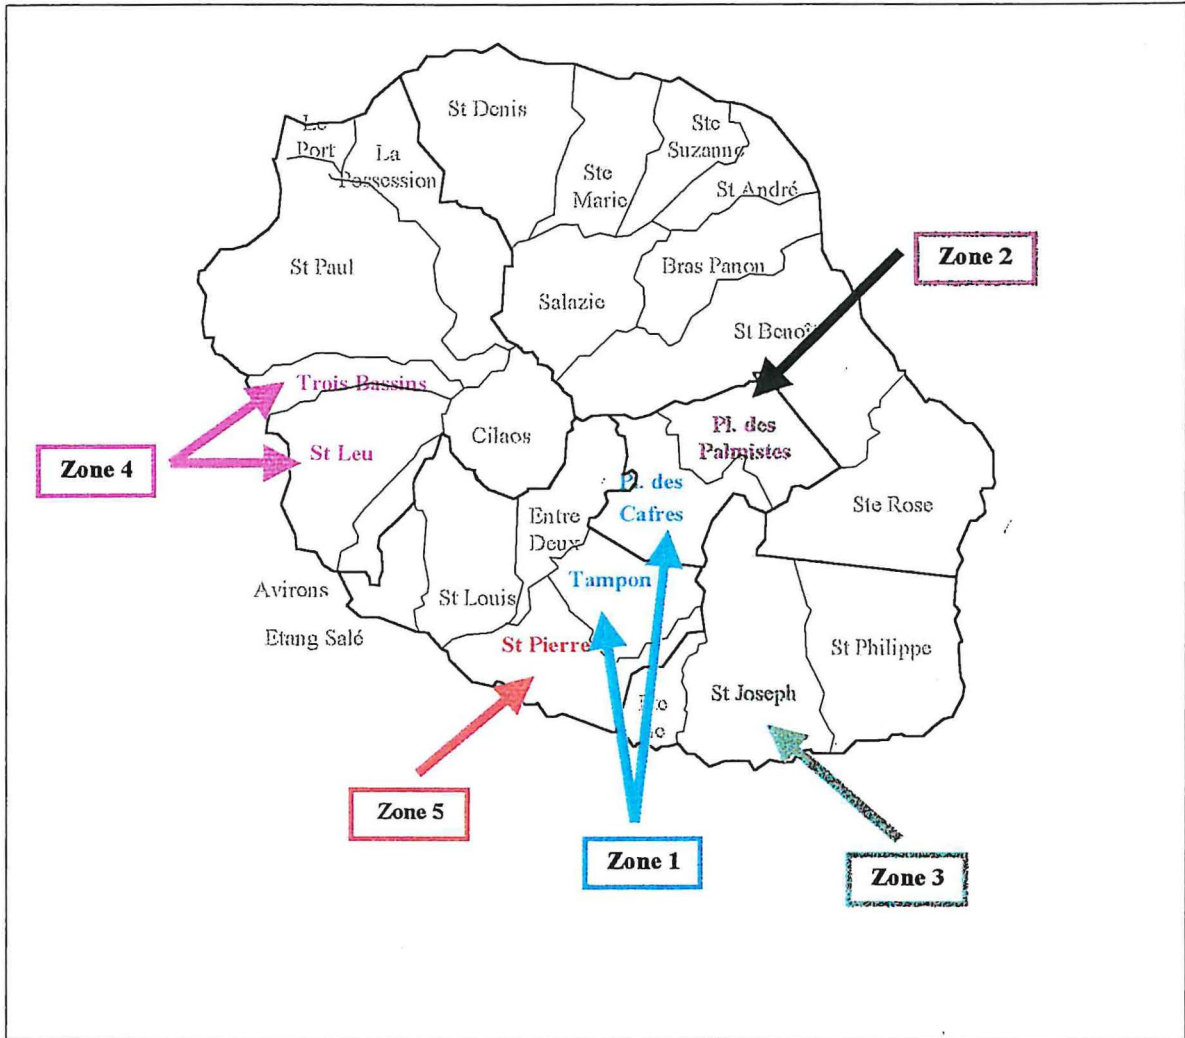 St Denis
Le
Port
La
Possession
Ste
Marie
Ste
Suzanne
St André
St Paul
Salazie
Bras Panon
St Benoît
Zone 2
Trois Bassins
Cilaos
Pl. des
Palmistes
Zone 4
St Leu
Pl. des
Cafres
Ste Rose
Entre
Deux
Tampon
Avirons
St Louis
Etang Salé
St Pierre
St Philippe
St Joseph
Zone 5
Zone 1
Zone 3